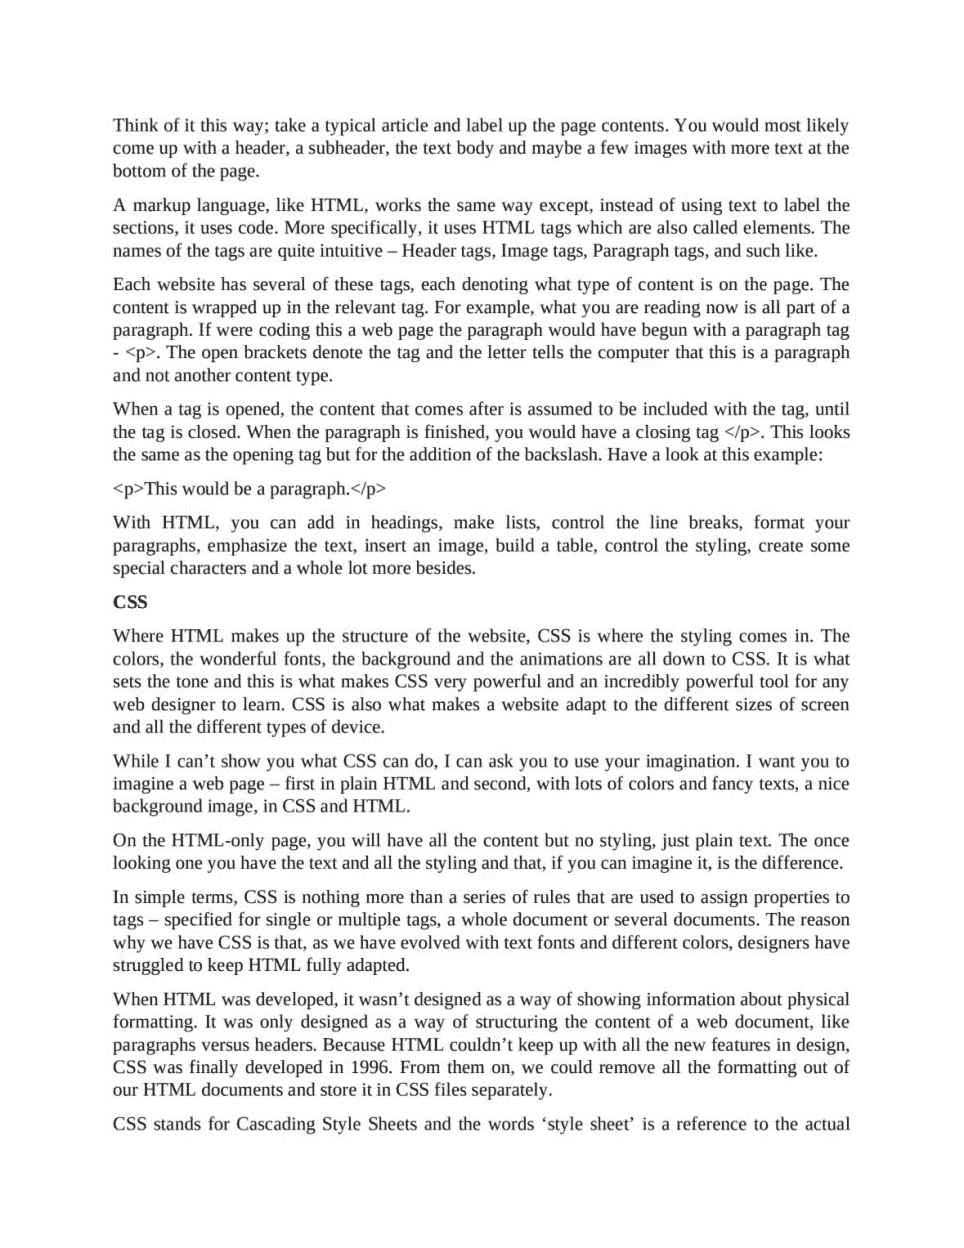 Think of it this way; take a typical article and label up the page contents. You would most likely
come up with a header, a subheader, the text body and maybe a few images with more text at the
bottom of the page.
A markup language, like HTML, works the same way except, instead of using text to label the
sections, it uses code. More specifically, it uses HTML tags which are also called elements. The
names of the tags are quite intuitive – Header tags, Image tags, Paragraph tags, and such like.
Each website has several of these tags, each denoting what type of content is on the page. The
content is wrapped up in the relevant tag. For example, what you are reading now is all part of a
paragraph. If were coding this a web page the paragraph would have begun with a paragraph tag
- <p>. The open brackets denote the tag and the letter tells the computer that this is a paragraph
and not another content type.
When a tag is opened, the content that comes after is assumed to be included with the tag, until
the tag is closed. When the paragraph is finished, you would have a closing tag </p>. This looks
the same as the opening tag but for the addition of the backslash. Have a look at this example:
<p>This would be a paragraph.</p>
With HTML, you can add in headings, make lists, control the line breaks, format your
paragraphs, emphasize the text, insert an image, build a table, control the styling, create some
special characters and a whole lot more besides.
CSS
Where HTML makes up the structure of the website, CSS is where the styling comes in. The
colors, the wonderful fonts, the background and the animations are all down to CSS. It is what
sets the tone and this is what makes CSS very powerful and an incredibly powerful tool for any
web designer to learn. CSS is also what makes a website adapt to the different sizes of screen
and all the different types of device.
While I can’t show you what CSS can do, I can ask you to use your imagination. I want you to
imagine a web page – first in plain HTML and second, with lots of colors and fancy texts, a nice
background image, in CSS and HTML.
On the HTML-only page, you will have all the content but no styling, just plain text. The once
looking one you have the text and all the styling and that, if you can imagine it, is the difference.
In simple terms, CSS is nothing more than a series of rules that are used to assign properties to
tags – specified for single or multiple tags, a whole document or several documents. The reason
why we have CSS is that, as we have evolved with text fonts and different colors, designers have
struggled to keep HTML fully adapted.
When HTML was developed, it wasn’t designed as a way of showing information about physical
formatting. It was only designed as a way of structuring the content of a web document, like
paragraphs versus headers. Because HTML couldn’t keep up with all the new features in design,
CSS was finally developed in 1996. From them on, we could remove all the formatting out of
our HTML documents and store it in CSS files separately.
CSS stands for Cascading Style Sheets and the words ‘style sheet’ is a reference to the actual